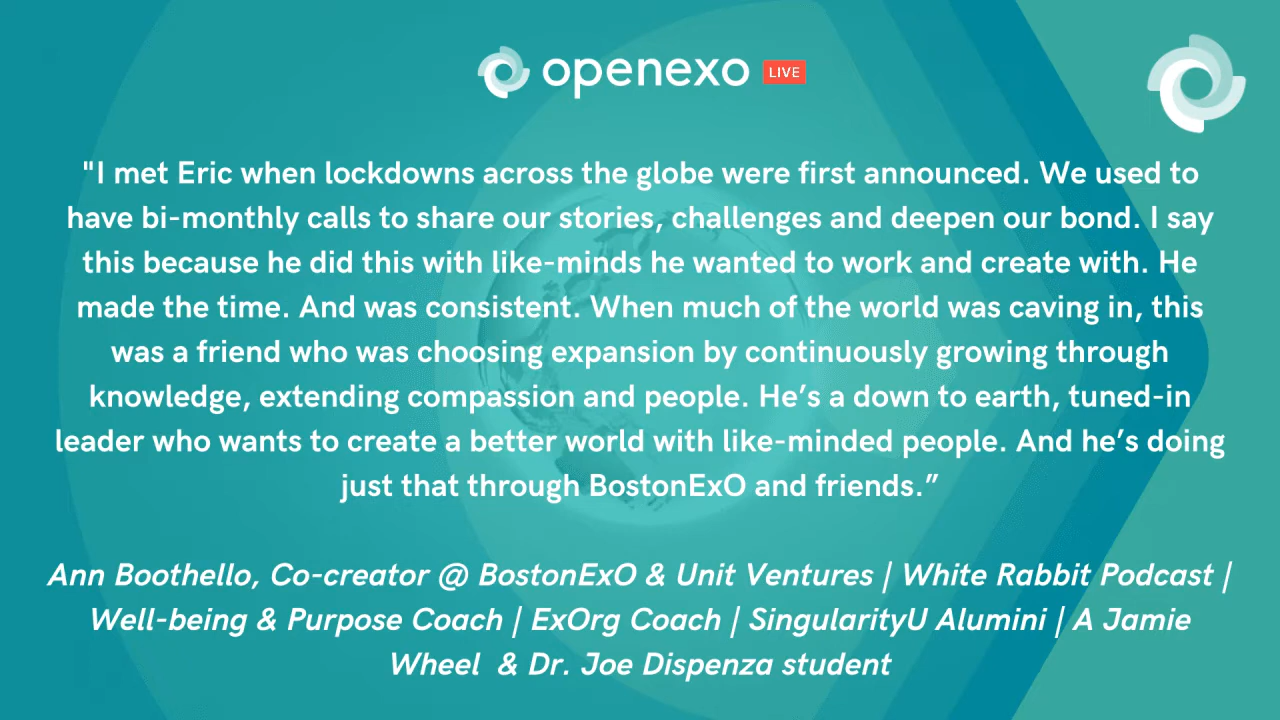 openexo LIVE
"I met Eric when lockdowns across the globe were first announced. We used to
have bi-monthly calls to share our stories, challenges and deepen our bond. I say
this because he did this with like-minds he wanted to work and create with. He
made the time. And was consistent. When much of the world was caving in, this
was a friend who was choosing expansion by continuously growing through
knowledge, extending compassion and people. He’s a down to earth, tuned-in
leader who wants to create a better world with like-minded people. And he’s doing
just that through BostonExO and friends.”
Ann Boothello, Co-creator @ BostonExO & Unit Ventures | White Rabbit Podcast |
Well-being & Purpose Coach | ExOrg Coach | SingularityU Alumini | A Jamie
Wheel & Dr. Joe Dispenza student